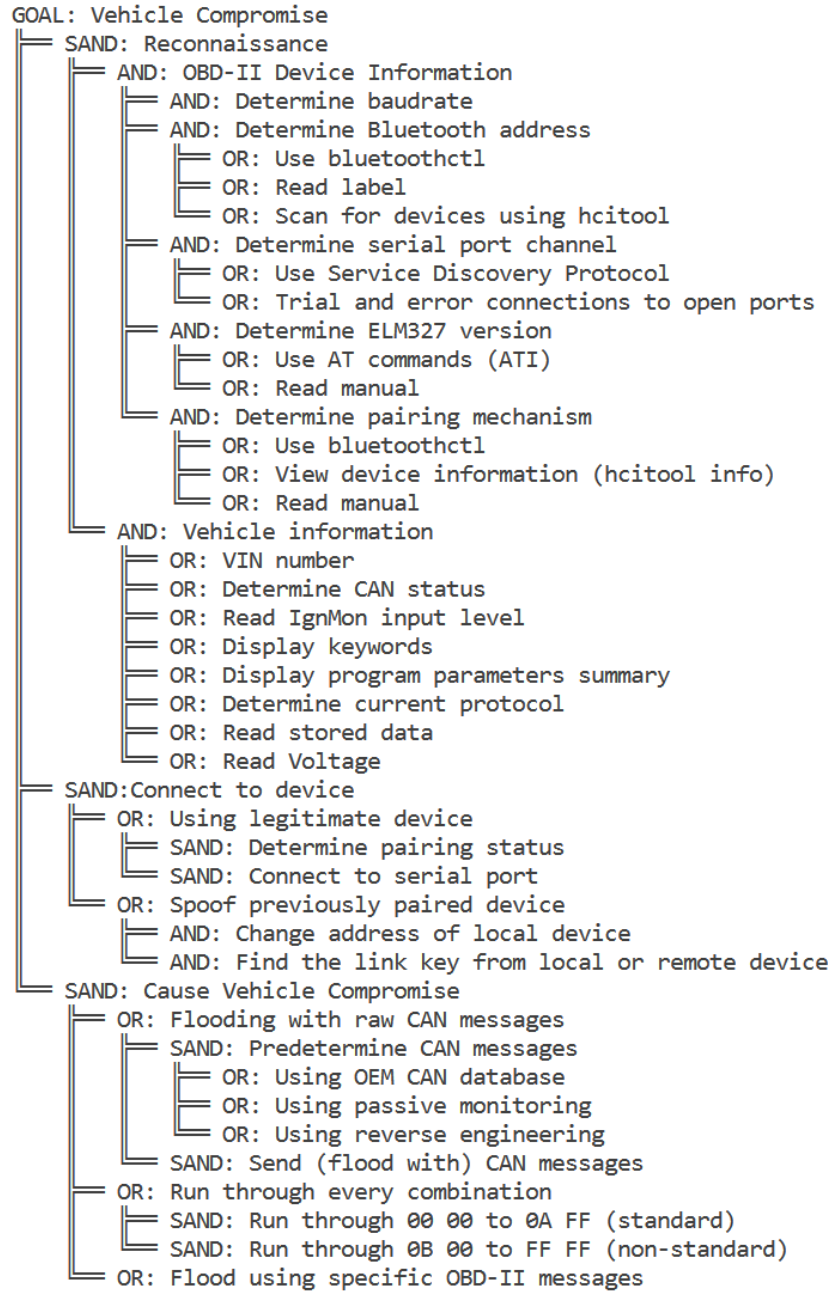 GOAL: Vehicle Compromise
SAND: Reconnaissance
AND: OBD-II Device Information
AND: Determine baudrate
AND: Determine Bluetooth address
OR: Use bluetoothctl
OR: Read label
OR: Scan for devices using hcitool
AND: Determine serial port channel
OR: Use Service Discovery Protocol
OR: Trial and error connections to open ports
AND: Determine ELM327 version
OR: Use AT commands (ATI)
OR: Read manual
AND: Determine pairing mechanism
OR: Use bluetoothctl
OR: View device information (hcitool info)
OR: Read manual
AND: Vehicle information
OR: VIN number
OR: Determine CAN status
OR: Read IgnMon input level
OR: Display keywords
OR: Display program parameters summary
OR: Determine current protocol
OR: Read stored data
OR: Read Voltage
SAND:Connect to device
OR: Using legitimate device
SAND: Determine pairing status
SAND: Connect to serial port
OR: Spoof previously paired device
AND: Change address of local device
AND: Find the link key from local or remote device
SAND: Cause Vehicle Compromise
OR: Flooding with raw CAN messages
SAND: Predetermine CAN messages
OR: Using OEM CAN database
OR: Using passive monitoring
OR: Using reverse engineering
SAND: Send (flood with) CAN messages
OR: Run through every combination
SAND: Run through 00 00 to 0A FF (standard)
SAND: Run through 0B 00 to FF FF (non-standard)
OR: Flood using specific OBD-II messages